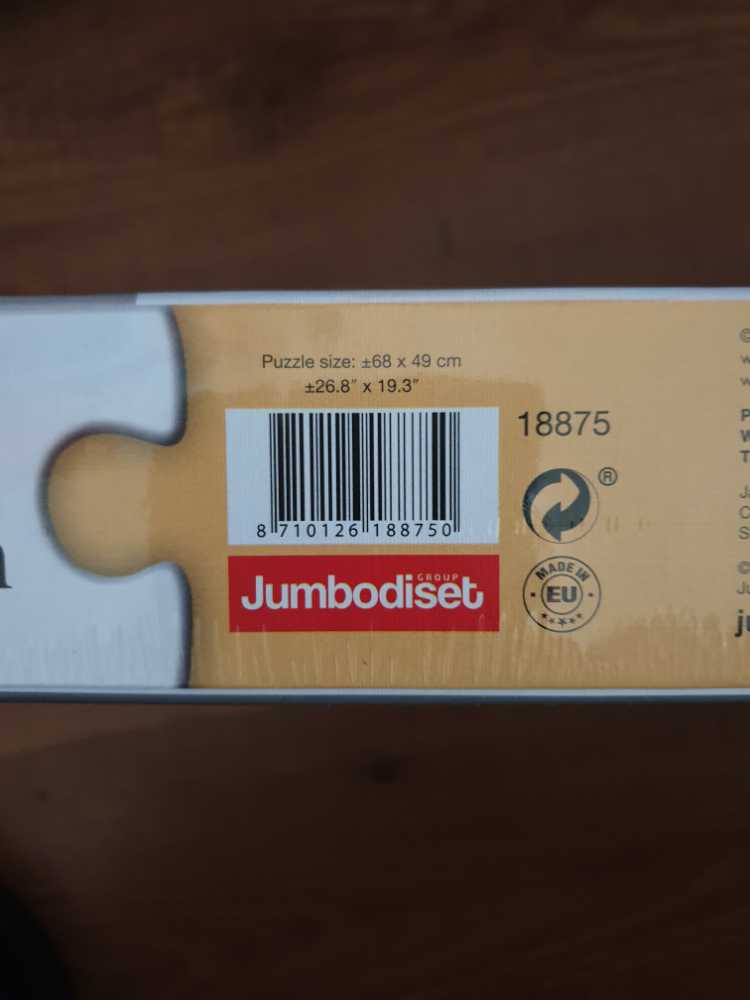 Puzzle size: ±68 x 49 cm
±26.8" x 19.3"
18875
®
8 710126 188750
GROUP
Jumbodiset
MADE IN
EU